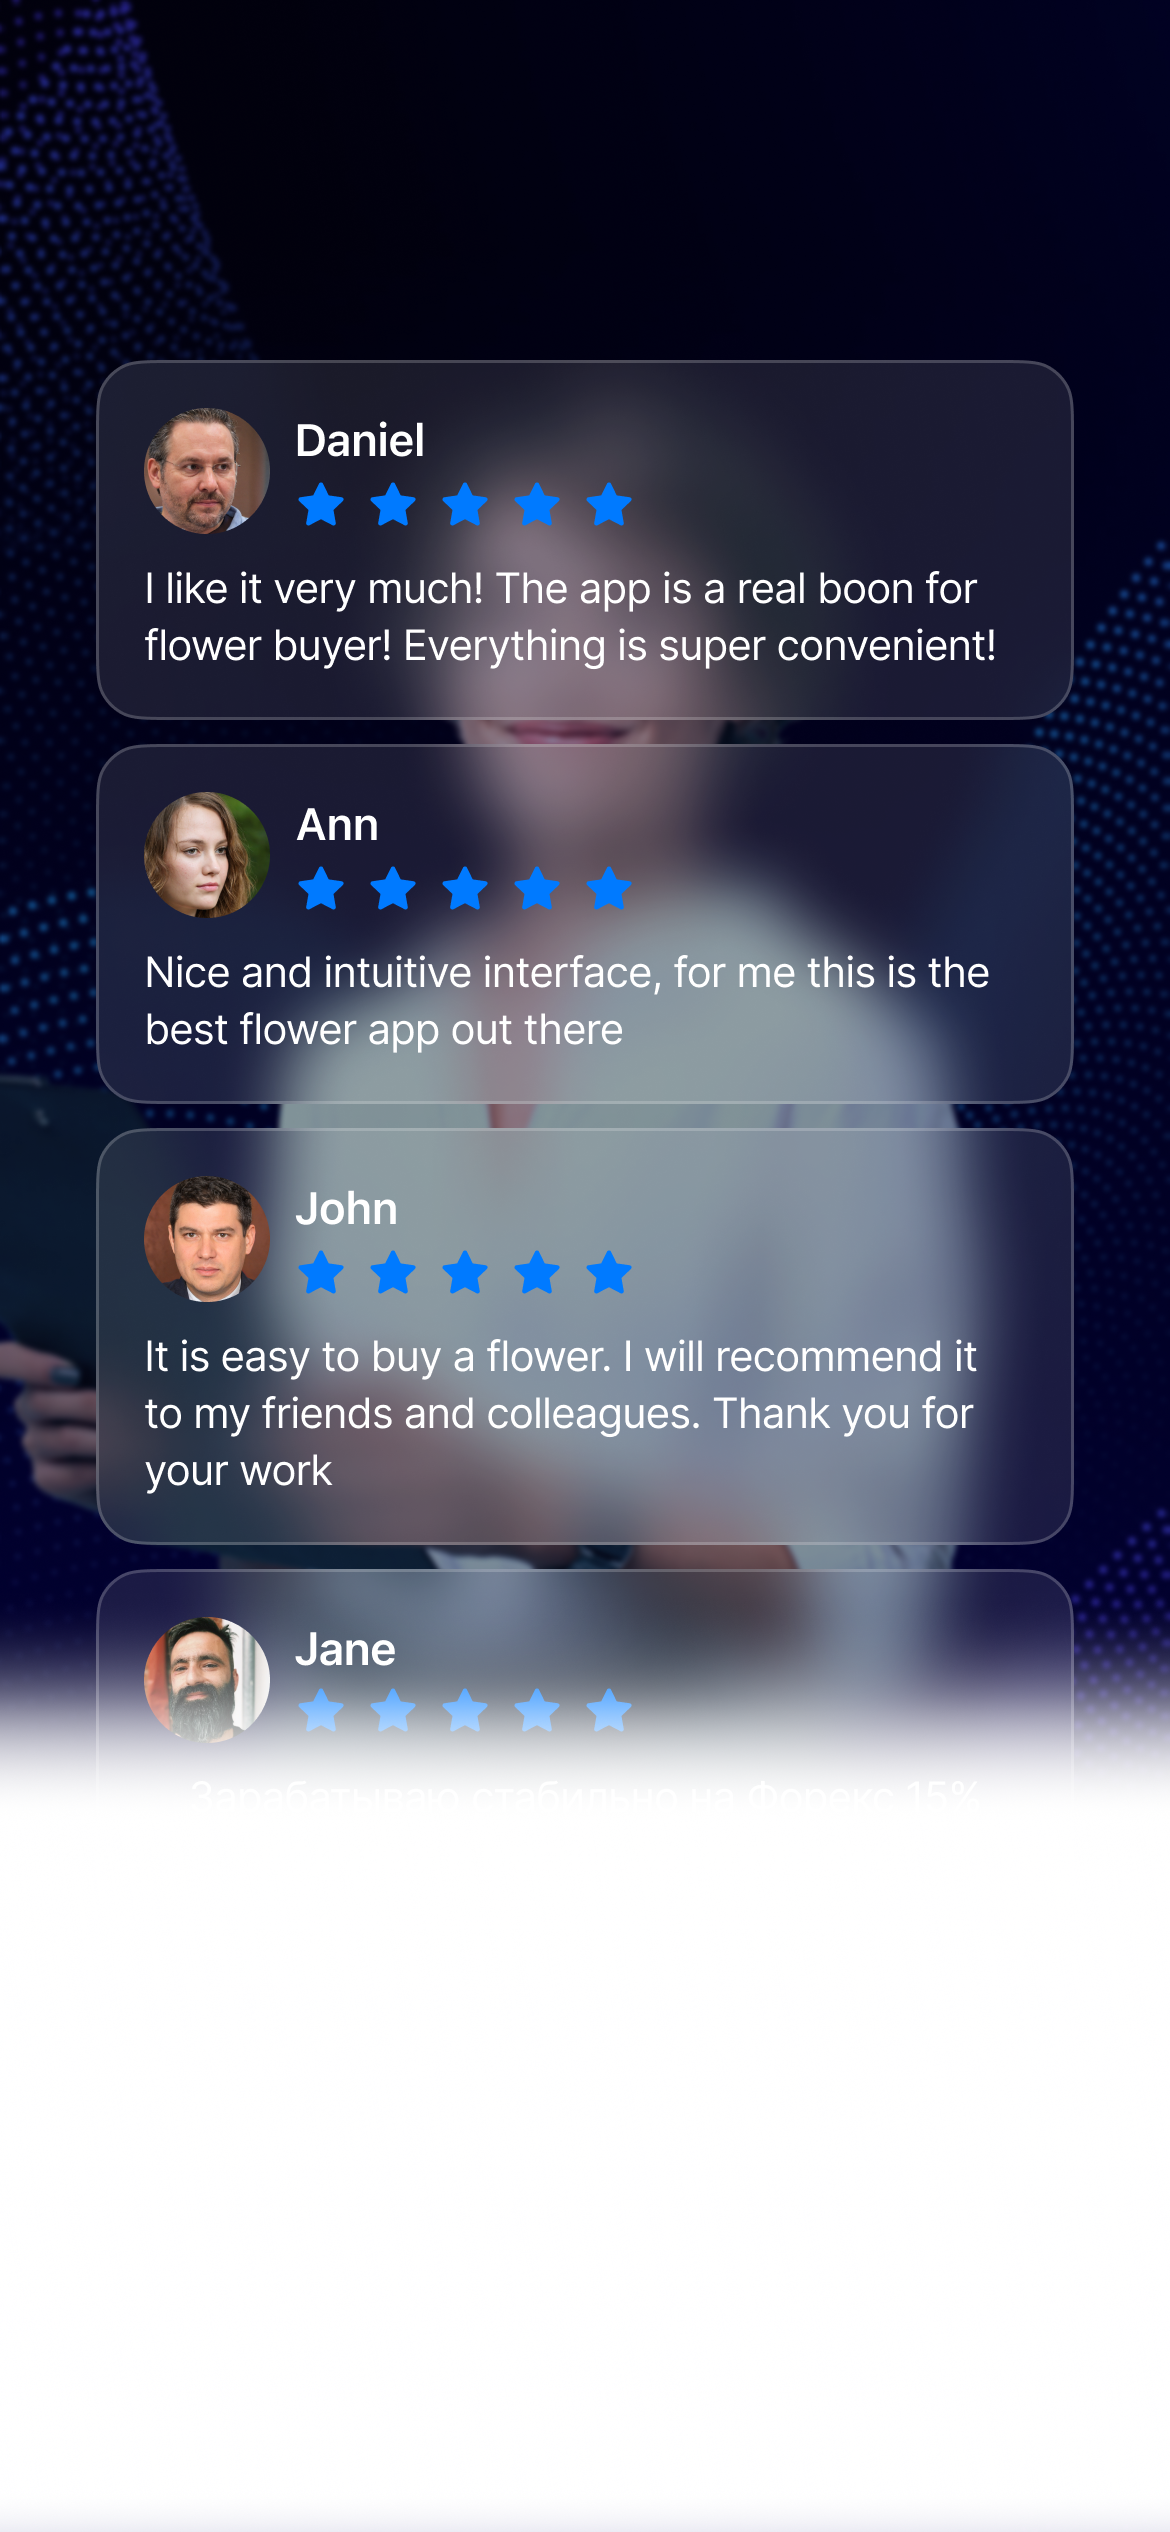 Daniel
I like it very much! The app is a real boon for
flower buyer! Everything is super convenient!
Ann
Nice and intuitive interface, for me this is the
best flower app out there
John
It is easy to buy a flower. I will recommend it
to my friends and colleagues. Thank you for
your work
Jane
Зарабатываю стабильно на Форекс 15%